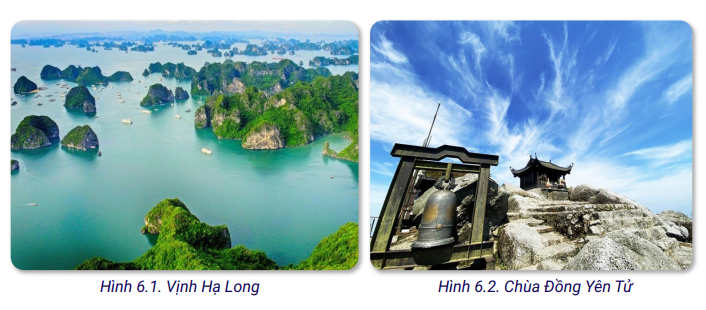 Hình 6.1. Vịnh Hạ Long
Hình 6.2. Chùa Đồng Yên Tử